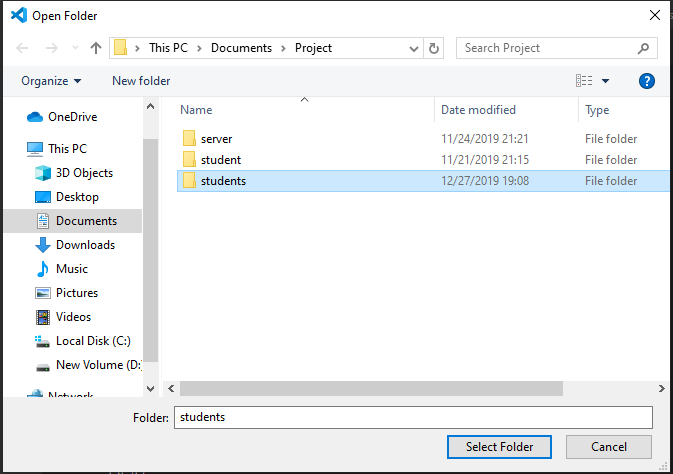 Open Folder
This PC > Documents > Project
Search Project
Organize
New folder
Name Date modified Type
server 11/24/2019 21:21 File folder
student 11/21/2019 21:15 File folder
students 12/27/2019 19:08 File folder
OneDrive
This PC
3D Objects
Desktop
Documents
Downloads
Music
Pictures
Videos
Local Disk (C:)
New Volume (D:
Network
Folder: students
Select Folder
Cancel